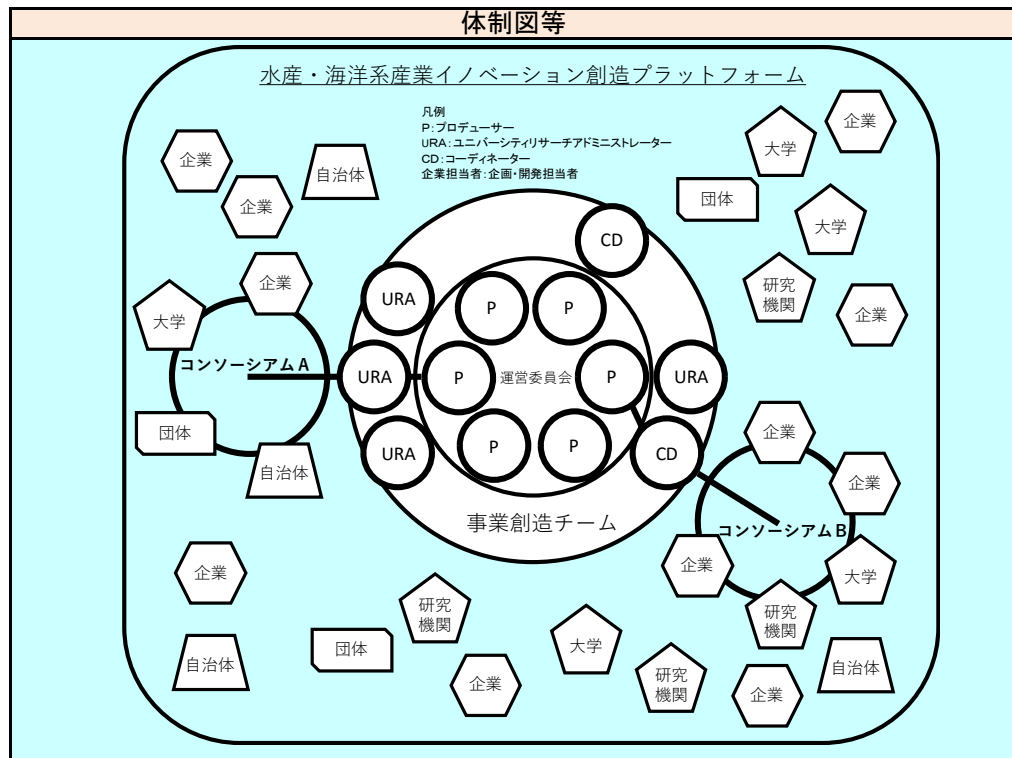 体制図等
水産・海洋系産業イノベーション創造プラットフォーム
凡例
P:プロデューサー
URA:ユニバーシティリサーチアドミニストレーター
CD:コーディネーター
企業担当者:企画・開発担当者
企業
企業
自治体
大学
企業
団体
大学
企業
研究機関
企業
大学
コンソーシアムA
団体
自治体
CD
URA
P
P
URA
P
運営委員会
P
URA
URA
P
P
CD
事業創造チーム
企業
企業
コンソーシアムB
企業
大学
研究
機関
企業
自治体
団体
研究
機関
企業
大学
研究
機関
企業
自治体